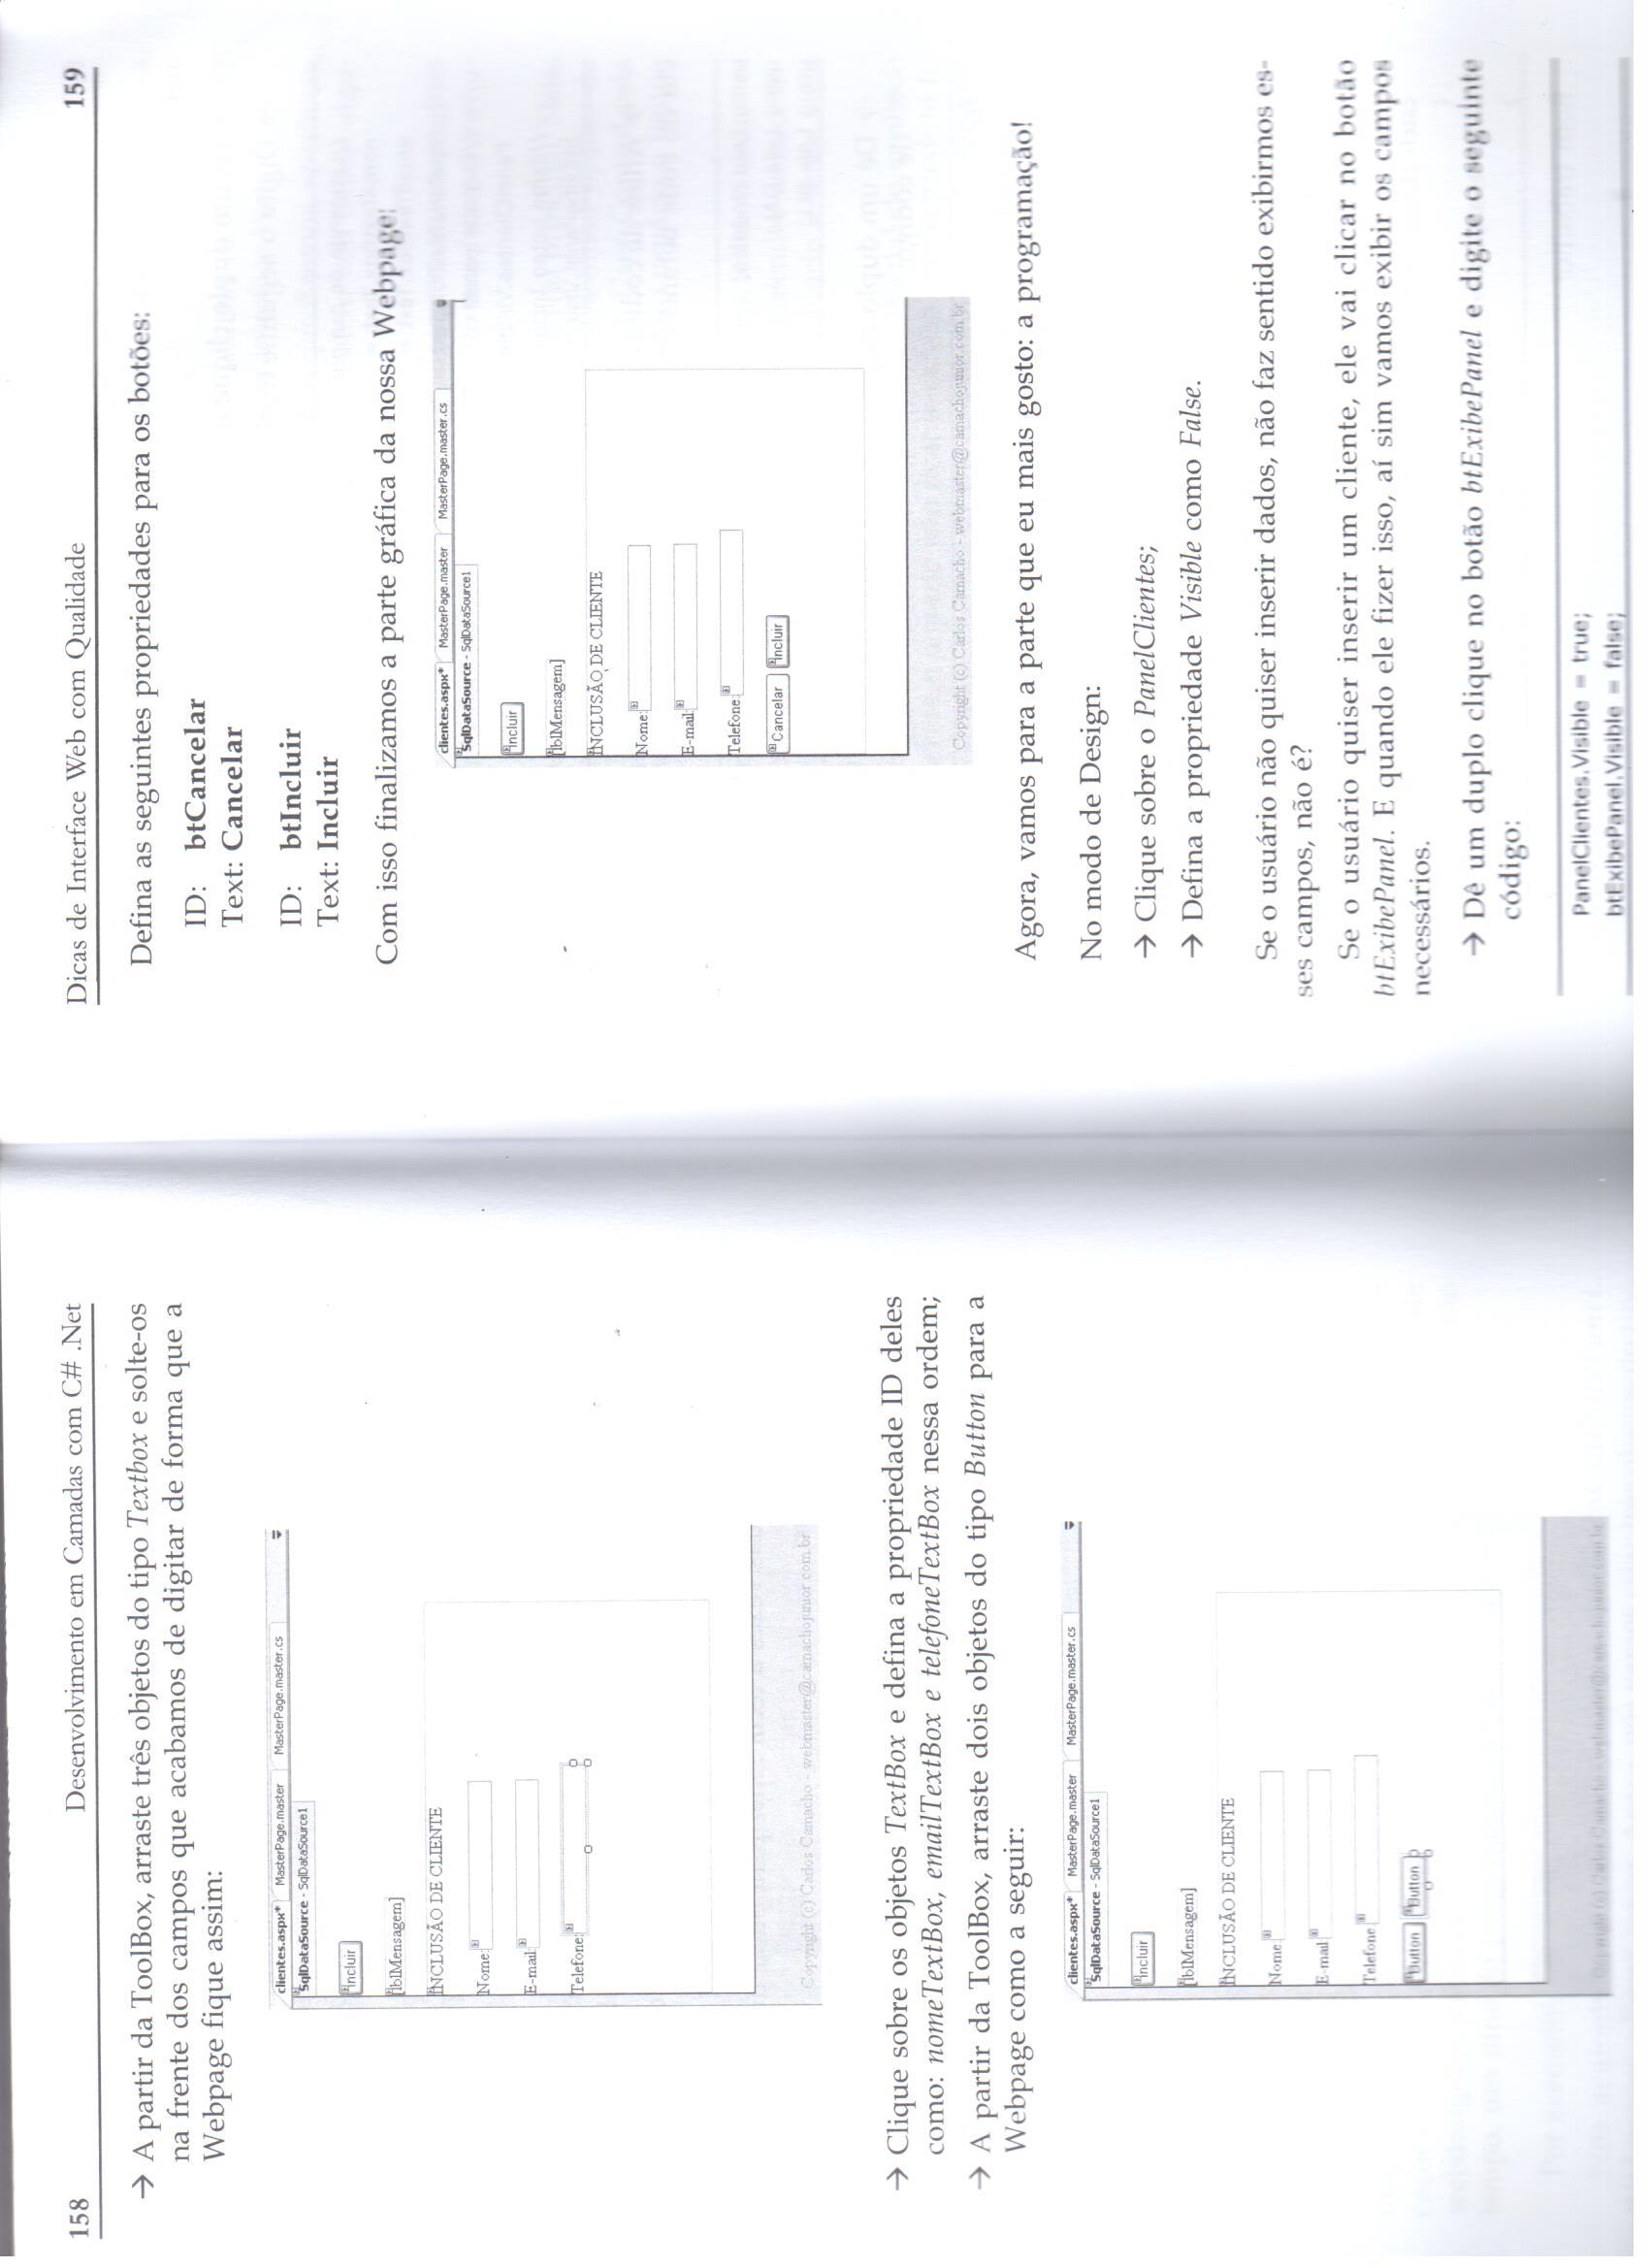 158
Desenvolvimento em Camadas com C# .Net
→ A partir da ToolBox, arraste três objetos do tipo Textbox e solte-os
na frente dos campos que acabamos de digitar de forma que a
Webpage fique assim:
clientes.aspx* MasterPage.master MasterPage.master.cs
SqlDataSource - SqlDataSource1
Incluir
[lblMensagem]
INCLUSÃO DE CLIENTE
Nome:
E-mail:
Telefone:
Copyright (c) Carlos Camacho - webmaster@camachojunior.com.br
→ Clique sobre os objetos TextBox e defina a propriedade ID deles
como: nomeTextBox, emailTextBox e telefoneTextBox nessa ordem;
→ A partir da ToolBox, arraste dois objetos do tipo Button para a
Webpage como a seguir:
clientes.aspx* MasterPage.master MasterPage.master.cs
SqlDataSource - SqlDataSource1
Incluir
[lblMensagem]
INCLUSÃO DE CLIENTE
Nome:
E-mail
Telefone
Button Button
Copyright (c) Carlos Camacho - webmaster@camachojunior.com.br
Dicas de Interface Web com Qualidade
159
Defina as seguintes propriedades para os botões:
ID: btCancelar
Text: Cancelar
ID: btIncluir
Text: Incluir
Com isso finalizamos a parte gráfica da nossa Webpage:
clientes.aspx* MasterPage.master MasterPage.master.cs
SqlDataSource - SqlDataSource1
Incluir
[lblMensagem]
INCLUSÃO DE CLIENTE
Nome:
E-mail:
Telefone:
Cancelar Incluir
Copyright (c) Carlos Camacho - webmaster@camachojunior.com.br
Agora, vamos para a parte que eu mais gosto: a programação!
No modo de Design:
→ Clique sobre o PanelClientes;
→ Defina a propriedade Visible como False.
Se o usuário não quiser inserir dados, não faz sentido exibirmos es-
ses campos, não é?
Se o usuário quiser inserir um cliente, ele vai clicar no botão
btExibePanel. E quando ele fizer isso, aí sim vamos exibir os campos
necessários.
→ Dê um duplo clique no botão btExibePanel e digite o seguinte
código:
PanelClientes.Visible = true;
btExibePanel.Visible = false;